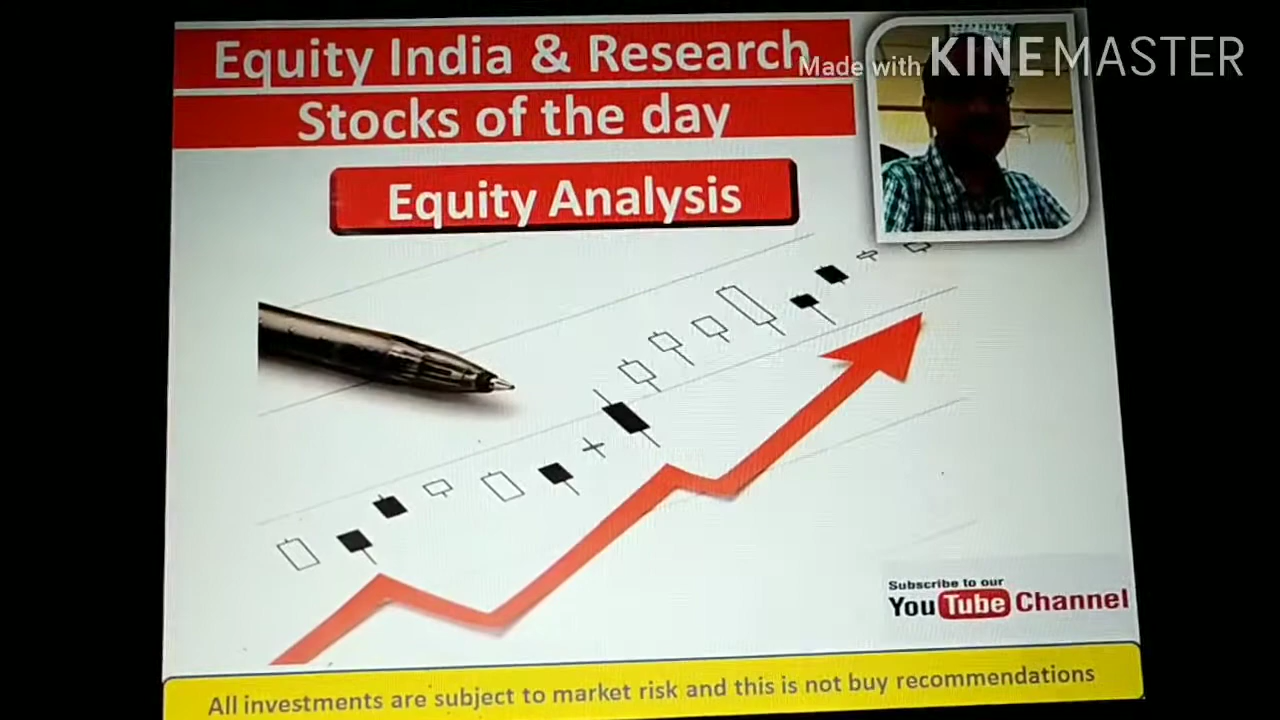 Equity India & Research
Made with KINEMASTER
Stocks of the day
Equity Analysis
Subscribe to our
YouTube Channel
All investments are subject to market risk and this is not buy recommendations